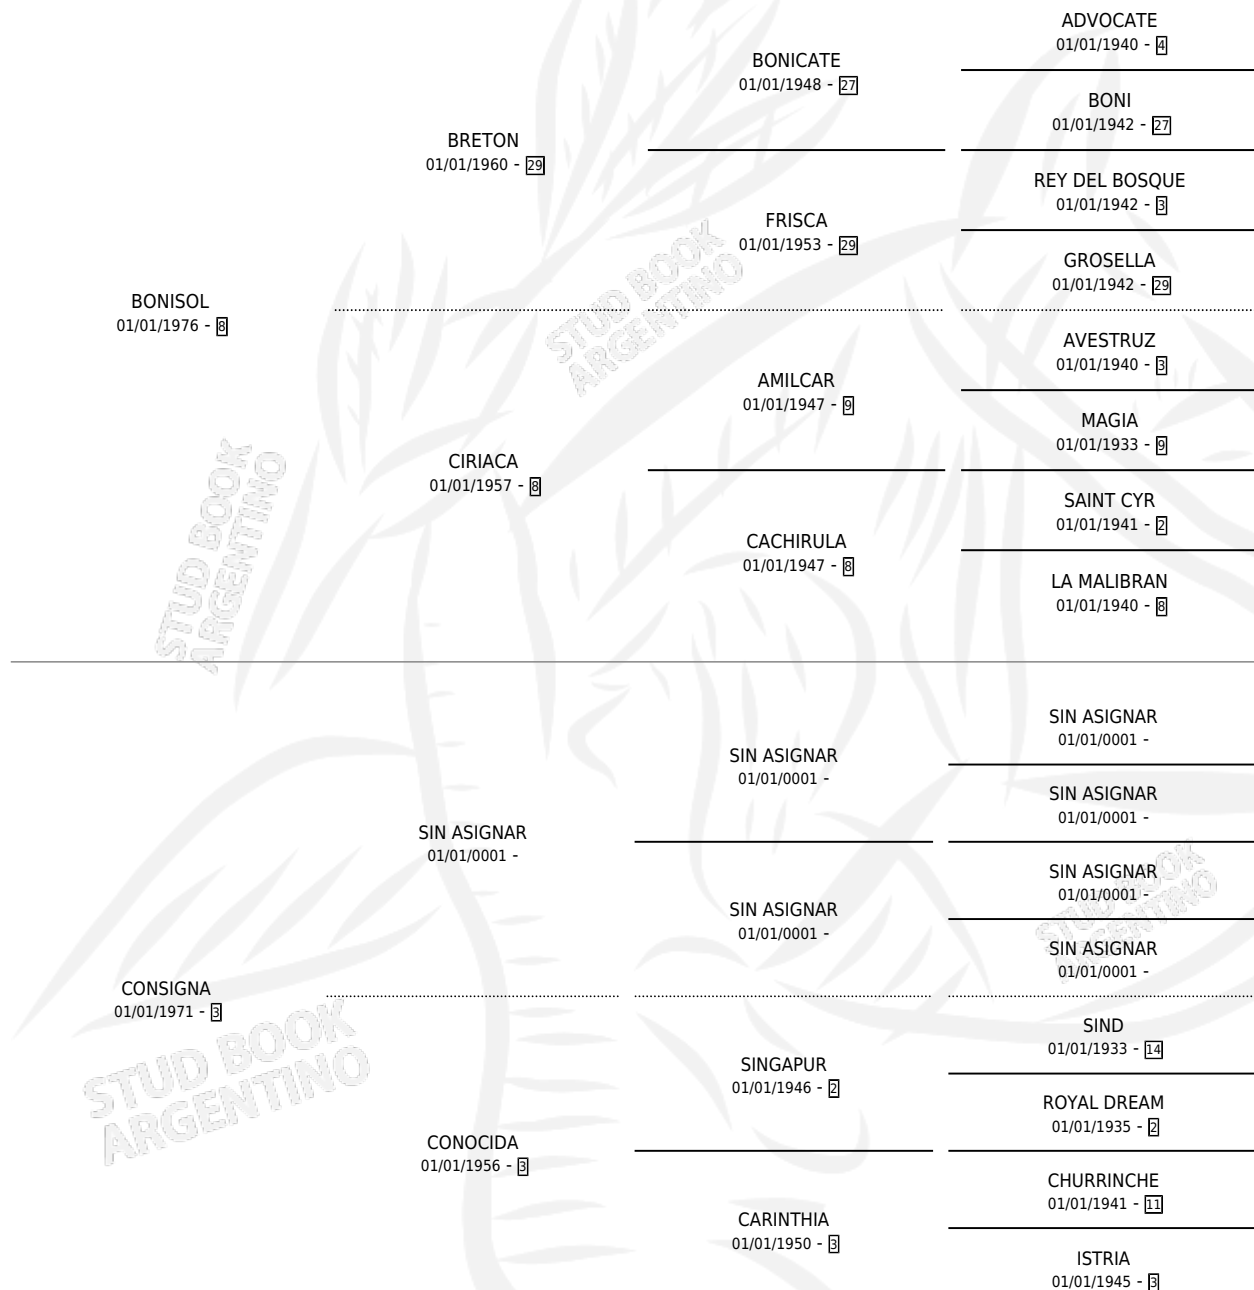 ADVOCATE
01/01/1940 - 4
BONICATE
01/01/1948 - 27
BONI
01/01/1942 - 27
BRETON
01/01/1960 - 29
REY DEL BOSQUE
01/01/1942 - 3
FRISCA
01/01/1953 - 29
GROSELLA
01/01/1942 - 29
BONISOL
01/01/1976 - 8
AVESTRUZ
01/01/1940 - 3
AMILCAR
01/01/1947 - 9
MAGIA
01/01/1933 - 9
CIRIACA
01/01/1957 - 8
SAINT CYR
01/01/1941 - 2
CACHIRULA
01/01/1947 - 8
LA MALIBRAN
01/01/1940 - 8
STUD BOOK
ARGENTINO
STUD BOOK
ARGENTINO
SIN ASIGNAR
01/01/0001 -
SIN ASIGNAR
01/01/0001 -
SIN ASIGNAR
01/01/0001 -
SIN ASIGNAR
01/01/0001 -
SIN ASIGNAR
01/01/0001 -
SIN ASIGNAR
01/01/0001 -
SIN ASIGNAR
01/01/0001 -
STUD BOOK
ARGENTINO
CONSIGNA
01/01/1971 - 3
SIND
01/01/1933 - 14
SINGAPUR
01/01/1946 - 2
ROYAL DREAM
01/01/1935 - 2
CONOCIDA
01/01/1956 - 3
CHURRINCHE
01/01/1941 - 11
CARINTHIA
01/01/1950 - 3
ISTRIA
01/01/1945 - 3
STUD BOOK
ARGENTINO